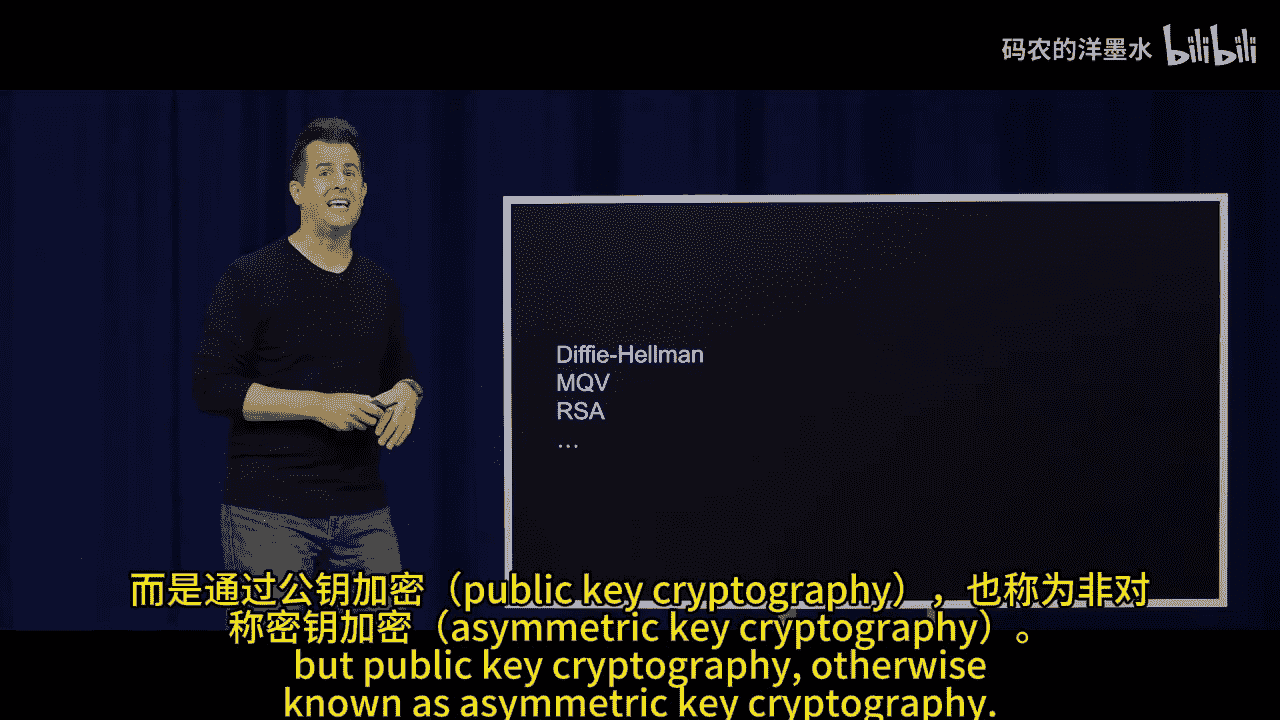 码农的洋墨水 bilibili
Diffie-Hellman
MQV
RSA
...
而是通过公钥加密（public key cryptography），也称为非对
称密钥加密（asymmetric key cryptography）。
but public key cryptography, otherwise
known as asymmetric key cryptography.